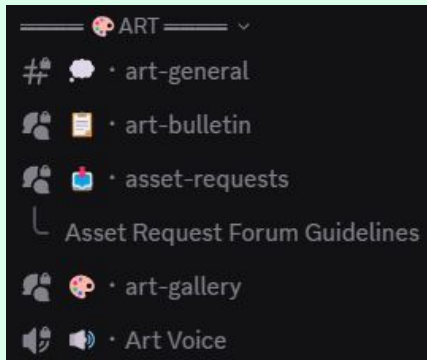 ═════ 🎨 ART ═════
💭・art-general
📋・art-bulletin
📥・asset-requests
Asset Request Forum Guidelines
🎨・art-gallery
🔊・Art Voice